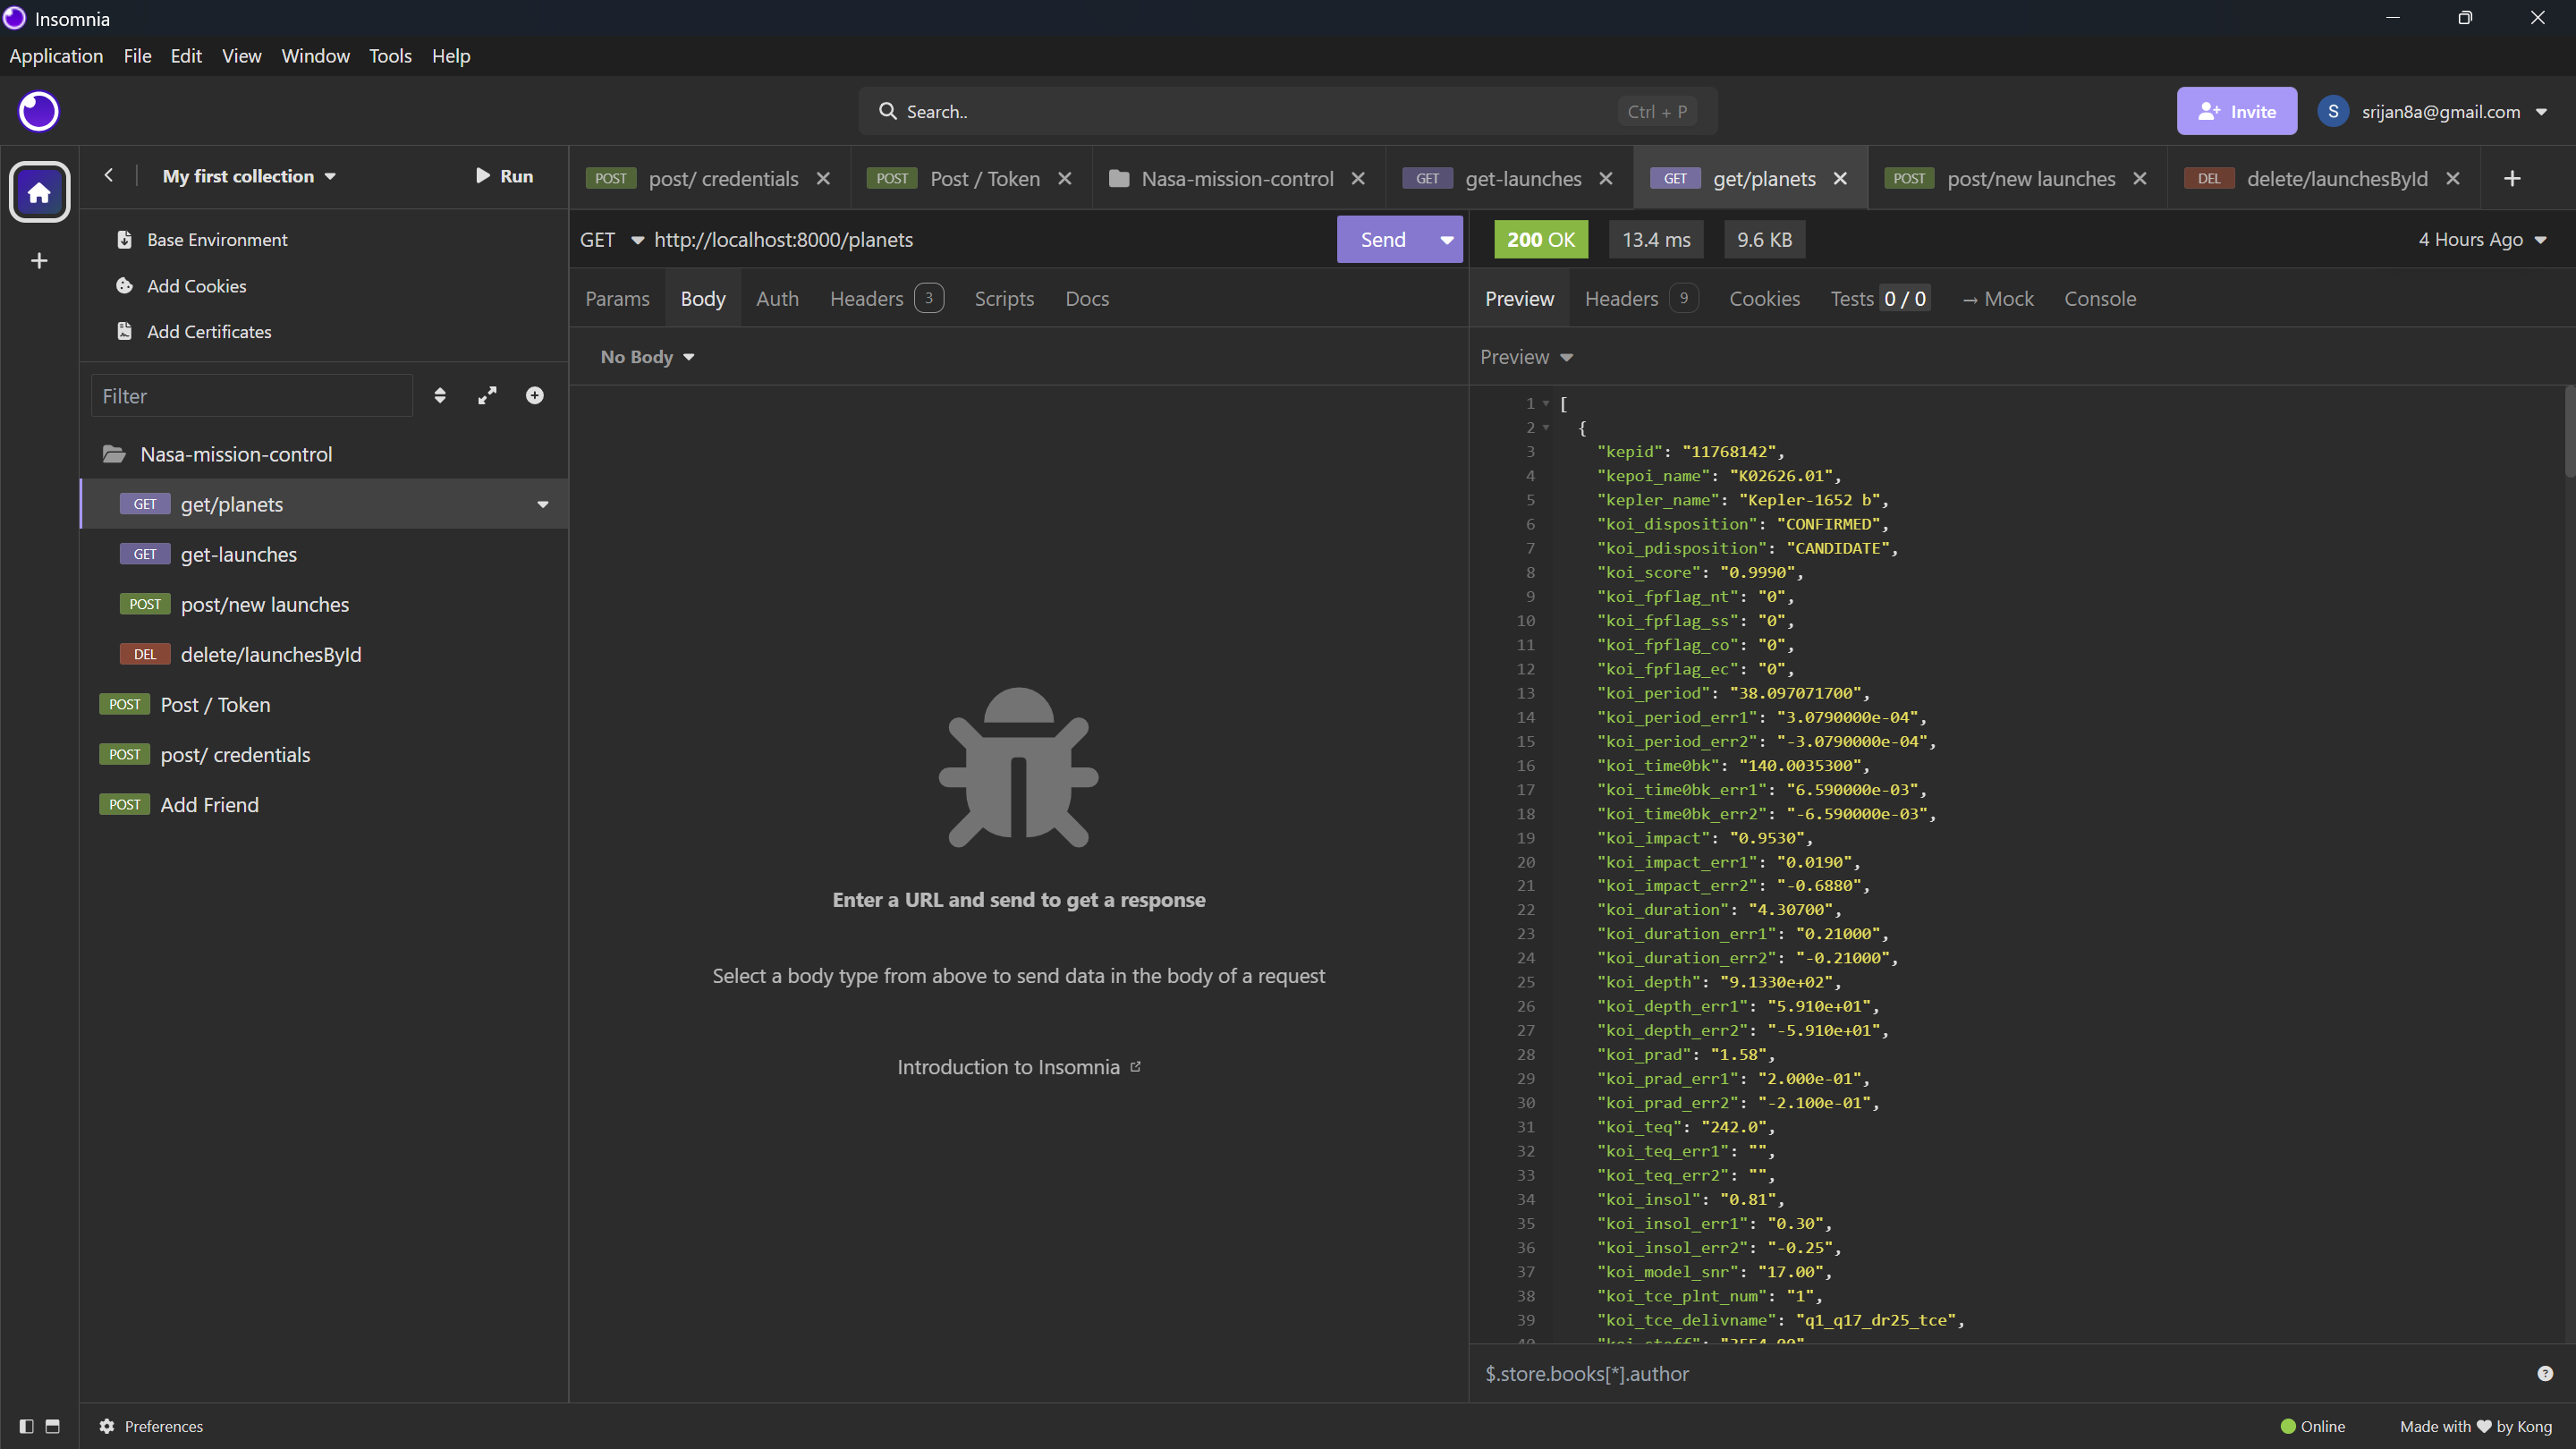 Insomnia
Application File Edit View Window Tools Help
Search.. Ctrl + P
Invite S srijan8a@gmail.com
My first collection Run
POST post/ credentials POST Post / Token Nasa-mission-control GET get-launches GET get/planets POST post/new launches DEL delete/launchesById
Base Environment
Add Cookies
Add Certificates
Filter
Nasa-mission-control
GET get/planets
GET get-launches
POST post/new launches
DEL delete/launchesById
POST Post / Token
POST post/ credentials
POST Add Friend
GET http://localhost:8000/planets Send
200 OK 13.4 ms 9.6 KB 4 Hours Ago
Params Body Auth Headers 3 Scripts Docs
No Body
Enter a URL and send to get a response
Select a body type from above to send data in the body of a request
Introduction to Insomnia
Preview Headers 9 Cookies Tests 0 / 0 → Mock Console
Preview
1 [
2 {
3 "kepid": "11768142",
4 "kepoi_name": "K02626.01",
5 "kepler_name": "Kepler-1652 b",
6 "koi_disposition": "CONFIRMED",
7 "koi_pdisposition": "CANDIDATE",
8 "koi_score": "0.9990",
9 "koi_fpflag_nt": "0",
10 "koi_fpflag_ss": "0",
11 "koi_fpflag_co": "0",
12 "koi_fpflag_ec": "0",
13 "koi_period": "38.097071700",
14 "koi_period_err1": "3.0790000e-04",
15 "koi_period_err2": "-3.0790000e-04",
16 "koi_time0bk": "140.0035300",
17 "koi_time0bk_err1": "6.590000e-03",
18 "koi_time0bk_err2": "-6.590000e-03",
19 "koi_impact": "0.9530",
20 "koi_impact_err1": "0.0190",
21 "koi_impact_err2": "-0.6880",
22 "koi_duration": "4.30700",
23 "koi_duration_err1": "0.21000",
24 "koi_duration_err2": "-0.21000",
25 "koi_depth": "9.1330e+02",
26 "koi_depth_err1": "5.910e+01",
27 "koi_depth_err2": "-5.910e+01",
28 "koi_prad": "1.58",
29 "koi_prad_err1": "2.000e-01",
30 "koi_prad_err2": "-2.100e-01",
31 "koi_teq": "242.0",
32 "koi_teq_err1": "",
33 "koi_teq_err2": "",
34 "koi_insol": "0.81",
35 "koi_insol_err1": "0.30",
36 "koi_insol_err2": "-0.25",
37 "koi_model_snr": "17.00",
38 "koi_tce_plnt_num": "1",
39 "koi_tce_delivname": "q1_q17_dr25_tce",
$.store.books[*].author
Preferences
Online Made with ♥ by Kong